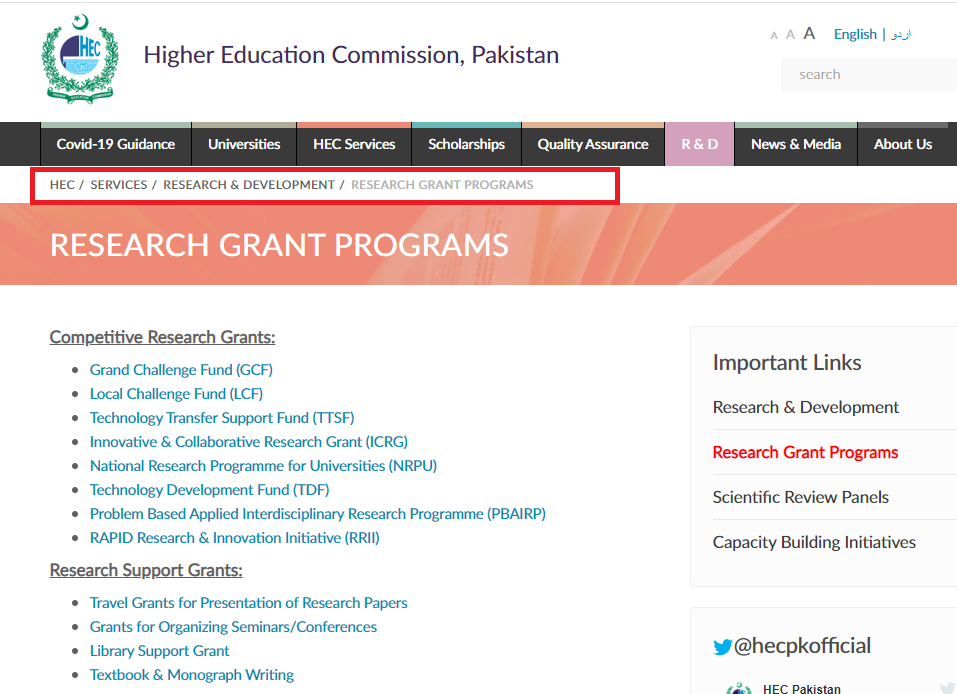 HEC
Higher Education Commission, Pakistan
A A A English | اردو
search
Covid-19 Guidance Universities HEC Services Scholarships Quality Assurance R & D News & Media About Us
HEC / SERVICES / RESEARCH & DEVELOPMENT / RESEARCH GRANT PROGRAMS
RESEARCH GRANT PROGRAMS
Competitive Research Grants:
Grand Challenge Fund (GCF)
Local Challenge Fund (LCF)
Technology Transfer Support Fund (TTSF)
Innovative & Collaborative Research Grant (ICRG)
National Research Programme for Universities (NRPU)
Technology Development Fund (TDF)
Problem Based Applied Interdisciplinary Research Programme (PBAIRP)
RAPID Research & Innovation Initiative (RRII)
Research Support Grants:
Travel Grants for Presentation of Research Papers
Grants for Organizing Seminars/Conferences
Library Support Grant
Textbook & Monograph Writing
Important Links
Research & Development
Research Grant Programs
Scientific Review Panels
Capacity Building Initiatives
@hecpkofficial
HEC Pakistan